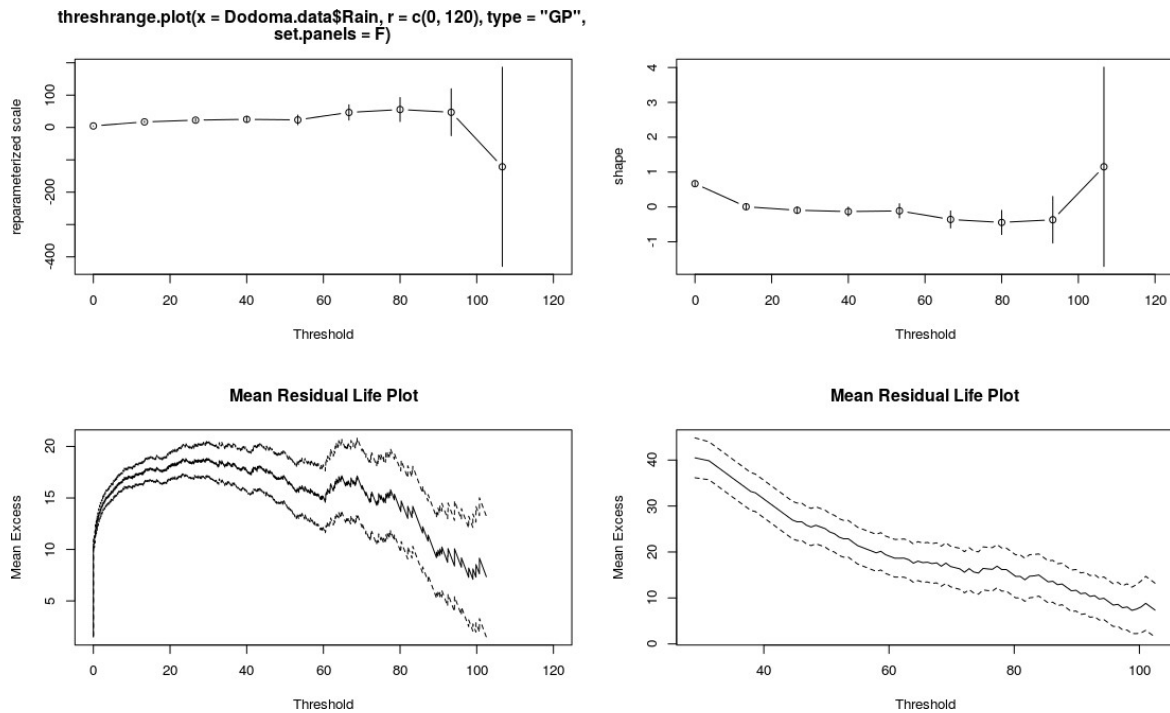 threshrange.plot(x = Dodoma.data$Rain, r = c(0, 120), type = "GP",
set.panels = F)
reparameterized scale
100
0
-200
-400
0 20 40 60 80 100 120
Threshold
shape
4
3
2
1
0
-1
0 20 40 60 80 100 120
Threshold
Mean Residual Life Plot
Mean Excess
20
15
10
5
0 20 40 60 80 100 120
Threshold
Mean Residual Life Plot
Mean Excess
40
30
20
10
0
40 60 80 100
Threshold